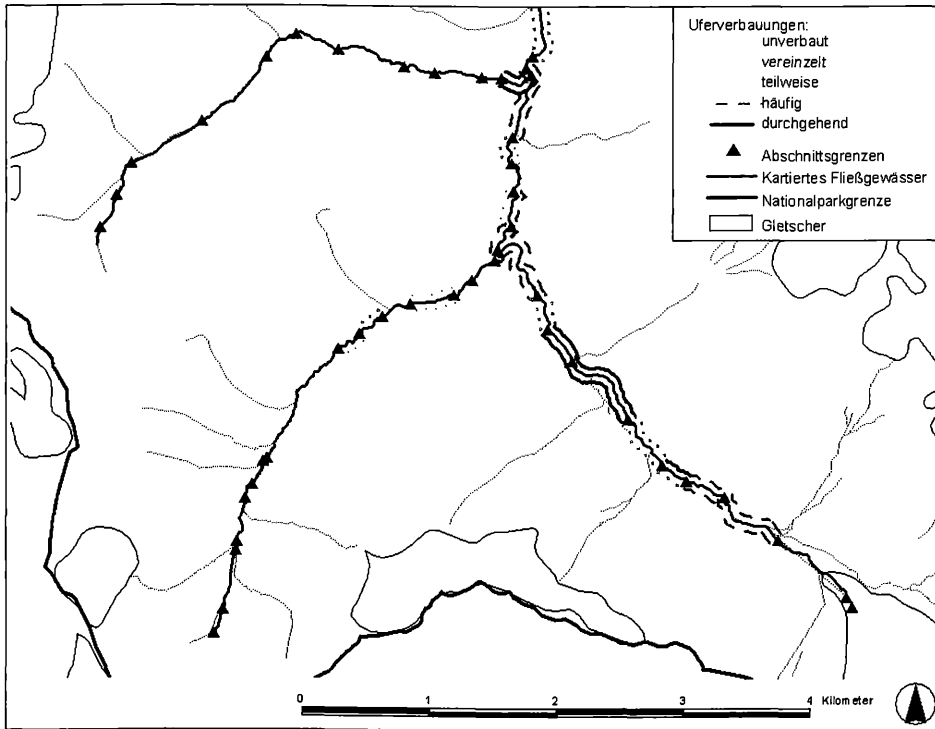 Uferverbauungen:
unverbaut
vereinzelt
teilweise
häufig
durchgehend
Abschnittsgrenzen
Kartiertes Fließgewässer
Nationalparkgrenze
Gletscher
0 1 2 3 4 Kilometer